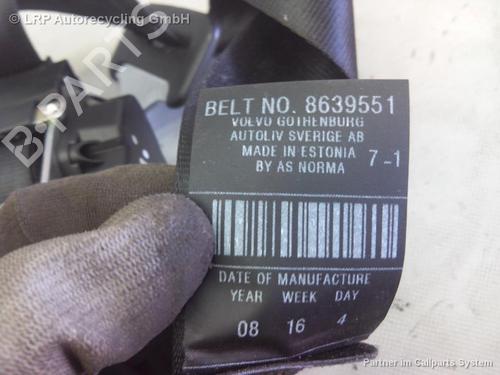 LRP Autorecycling GmbH
BELT NO. 8639551
VOLVO GOTHENBURG
AUTOLIV SVERIGE AB
MADE IN ESTONIA 7-1
BY AS NORMA
DATE OF MANUFACTURE
YEAR WEEK DAY
08 16 4
Partner im Callparts System